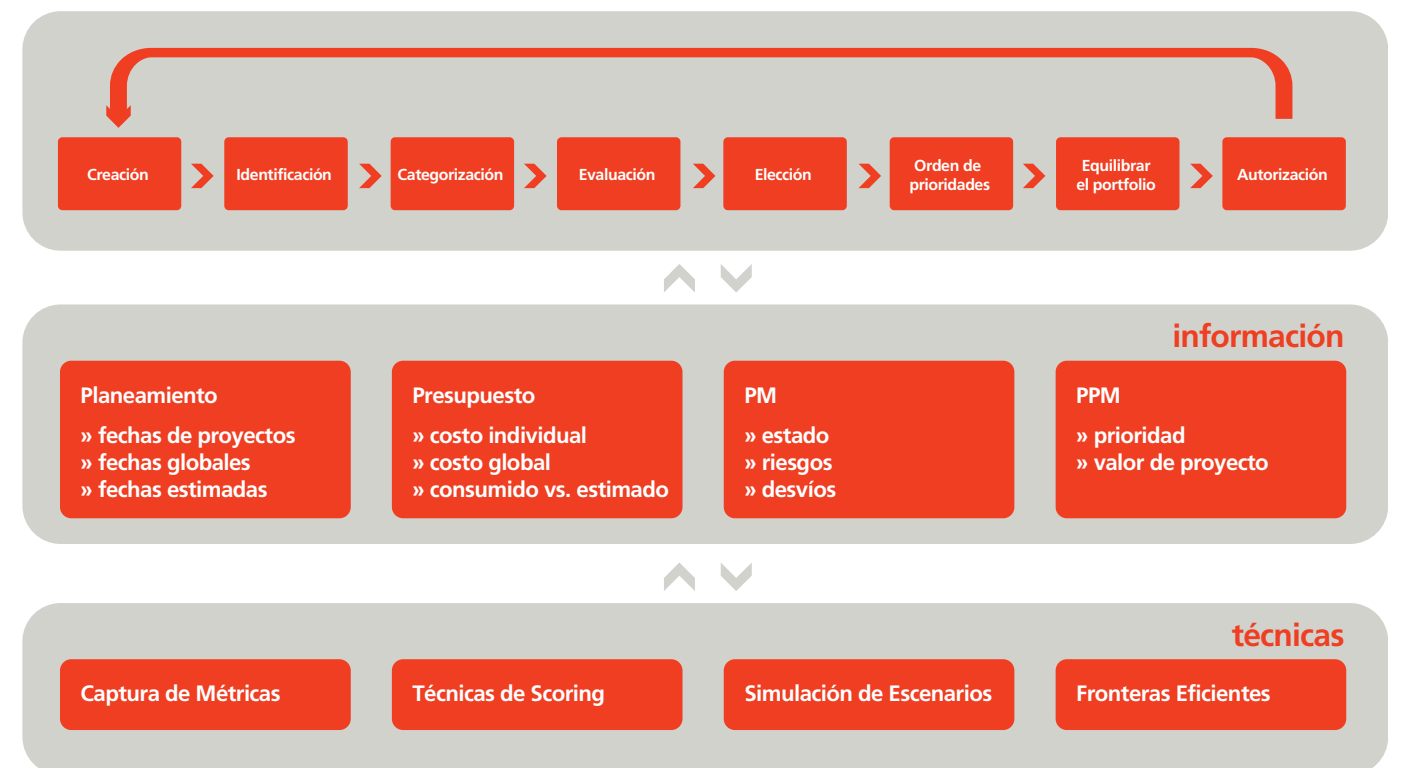 Creación
Identificación
Categorización
Evaluación
Elección
Orden de
prioridades
Equilibrar
el portfolio
Autorización
información
Planeamiento
» fechas de proyectos
» fechas globales
» fechas estimadas
Presupuesto
» costo individual
» costo global
» consumido vs. estimado
PM
» estado
» riesgos
» desvíos
PPM
» prioridad
» valor de proyecto
técnicas
Captura de Métricas
Técnicas de Scoring
Simulación de Escenarios
Fronteras Eficientes